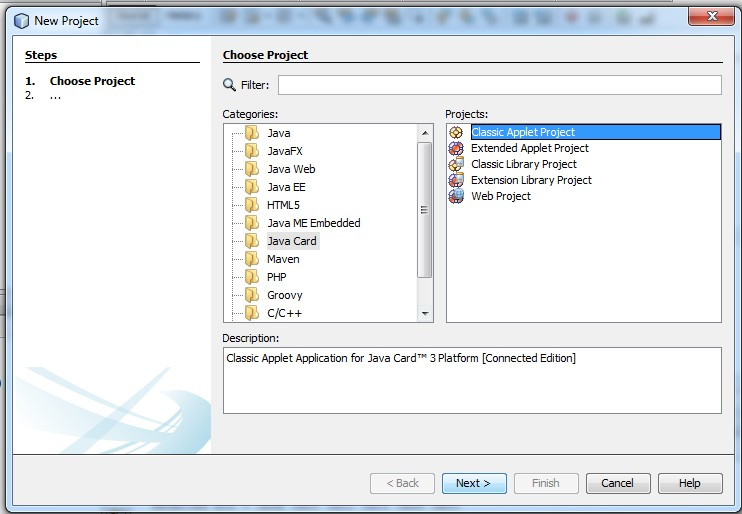 New Project
Steps
1. Choose Project
2. ...
Choose Project
Filter:
Categories:
Java
JavaFX
Java Web
Java EE
HTML5
Java ME Embedded
Java Card
Maven
PHP
Groovy
C/C++
Projects:
Classic Applet Project
Extended Applet Project
Classic Library Project
Extension Library Project
Web Project
Description:
Classic Applet Application for Java Card™ 3 Platform [Connected Edition]
< Back
Next >
Finish
Cancel
Help